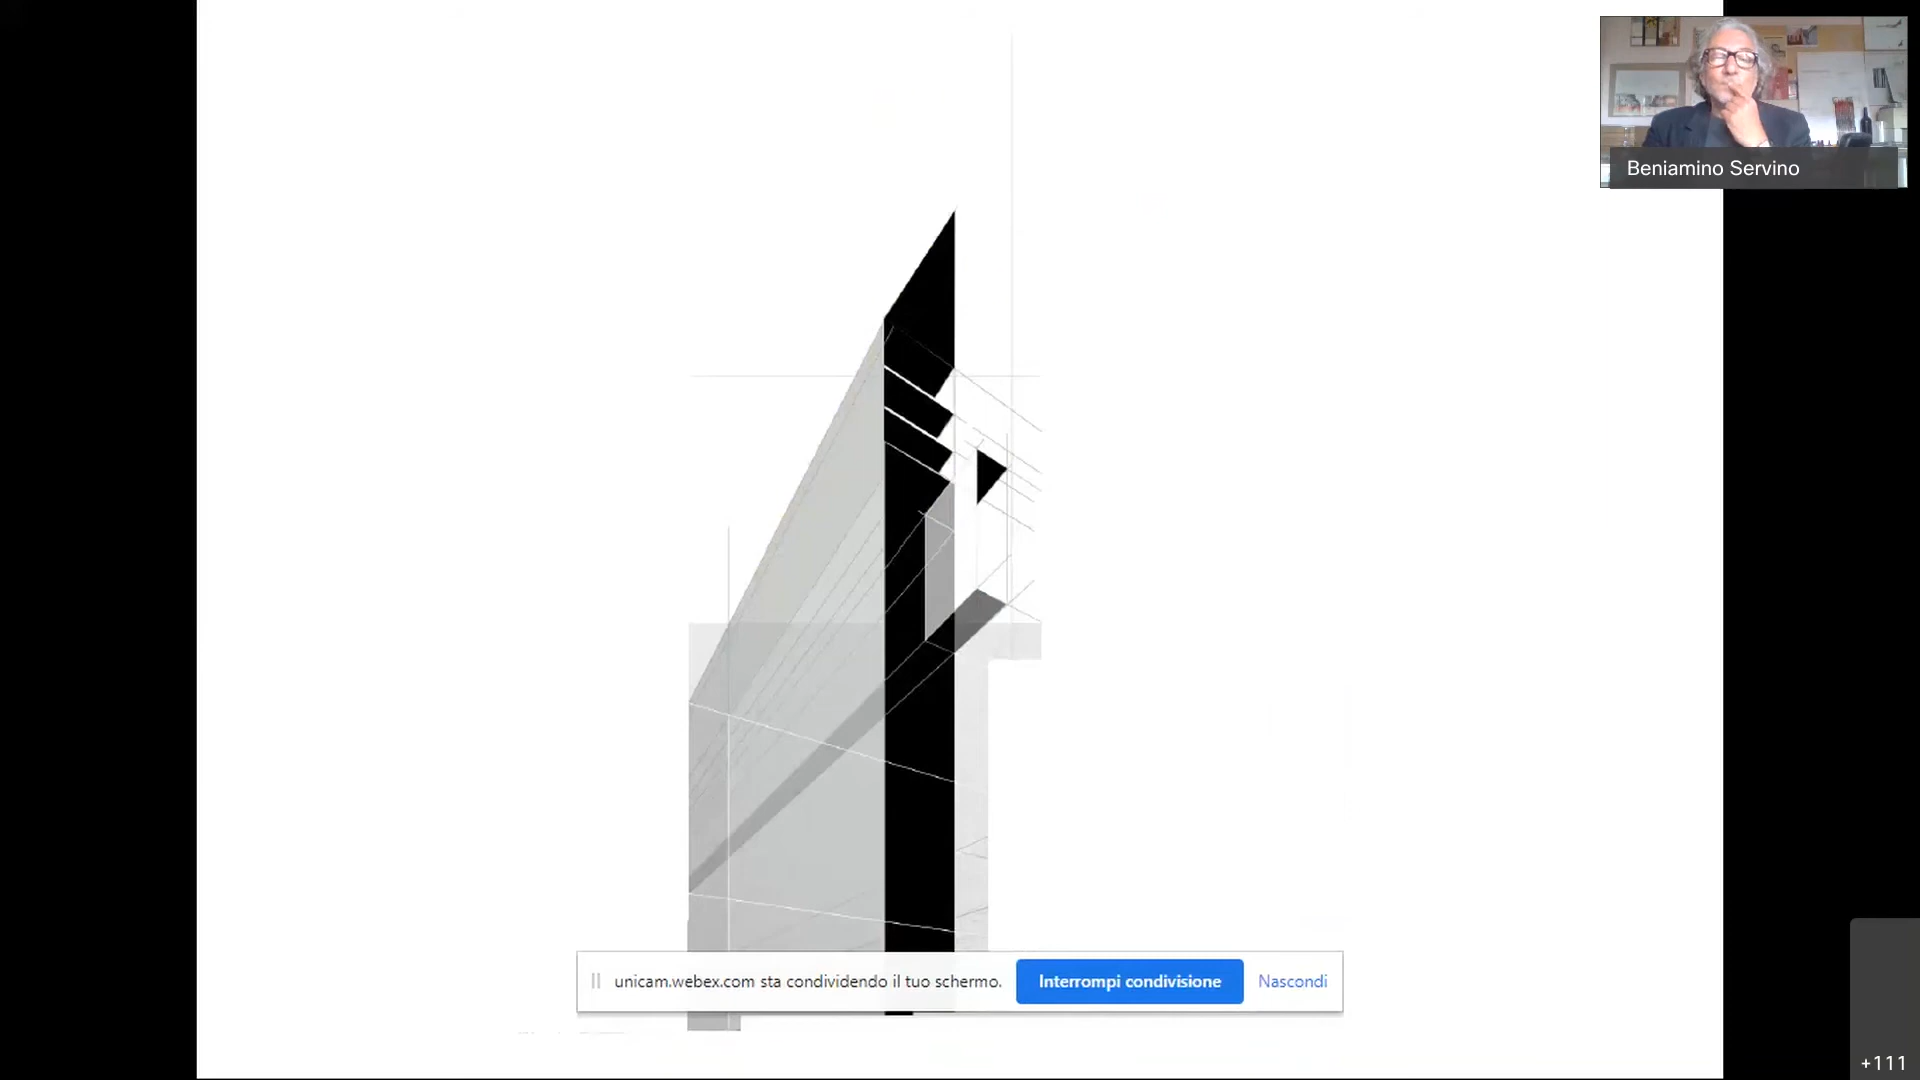 Beniamino Servino
unicam.webex.com sta condividendo il tuo schermo. Interrompi condivisione Nascondi
+111